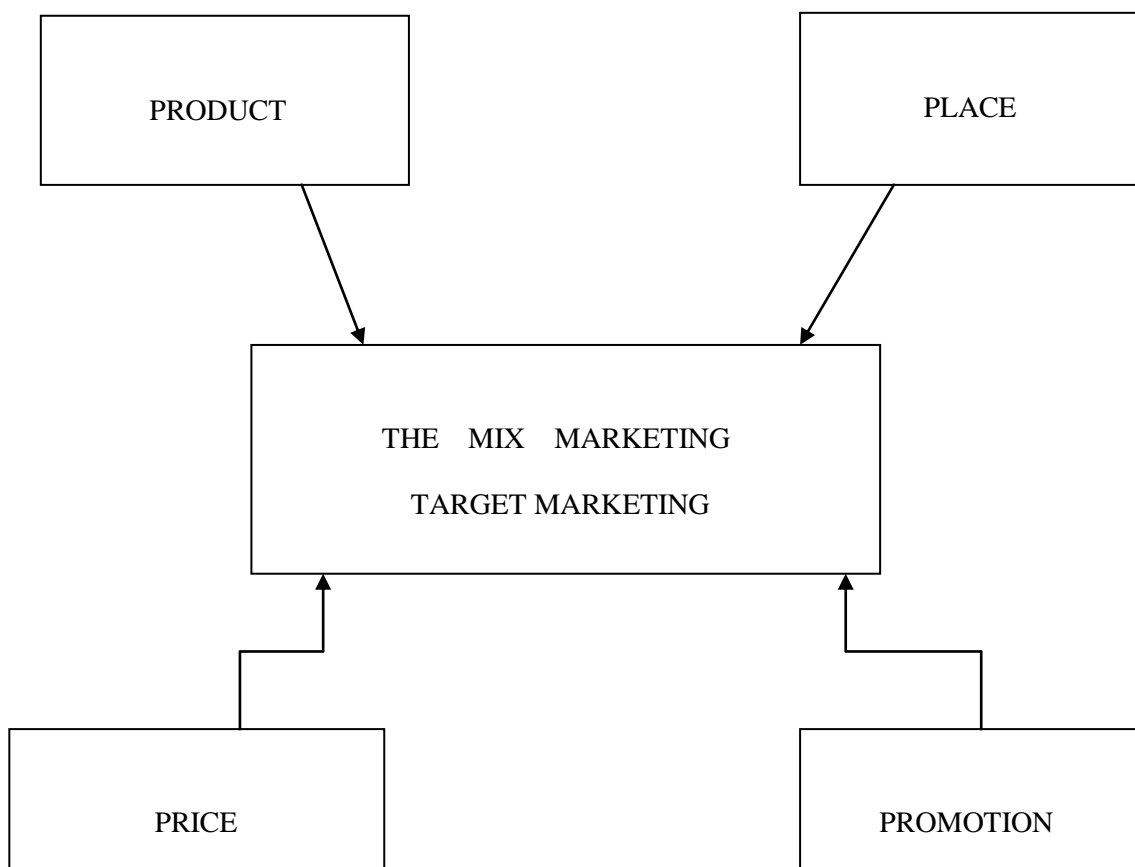 PRODUCT
PLACE
THE MIX MARKETING
TARGET MARKETING
PRICE
PROMOTION